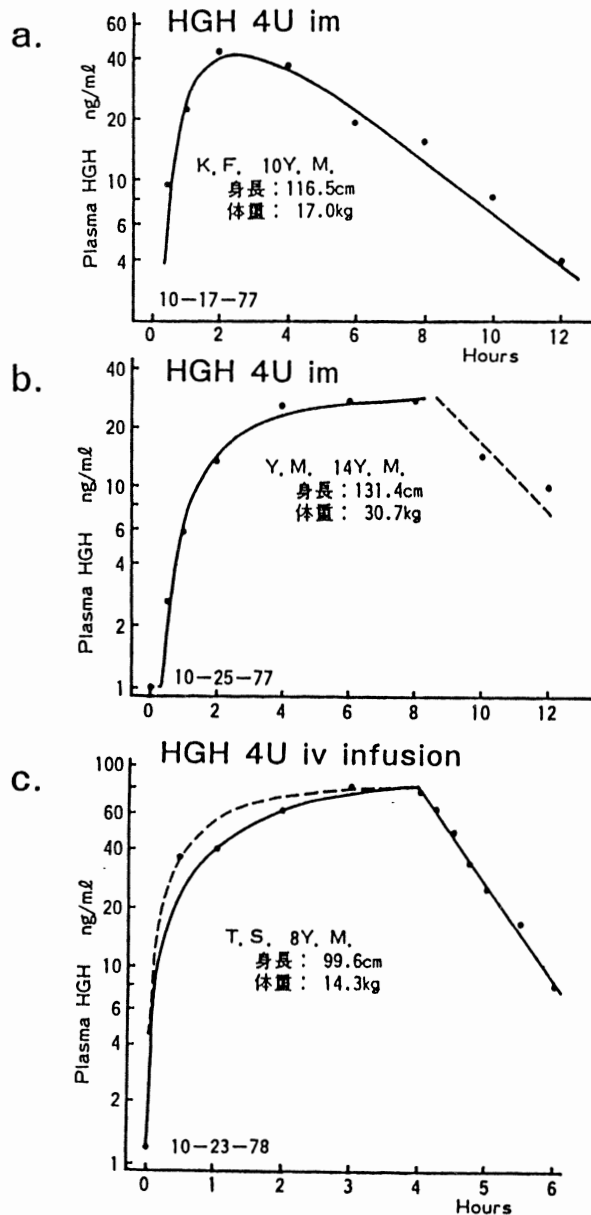 a.
HGH 4U im
Plasma HGH ng/mℓ
60
40
20
10
6
4
K. F. 10Y. M.
身長：116.5cm
体重： 17.0kg
10-17-77
0 2 4 6 8 10 12
Hours
b.
HGH 4U im
Plasma HGH ng/mℓ
40
20
10
6
4
2
1
Y. M. 14Y. M.
身長：131.4cm
体重： 30.7kg
10-25-77
0 2 4 6 8 10 12
c.
HGH 4U iv infusion
Plasma HGH ng/mℓ
100
60
40
20
10
6
4
2
1
T. S. 8Y. M.
身長： 99.6cm
体重： 14.3kg
10-23-78
0 1 2 3 4 5 6
Hours